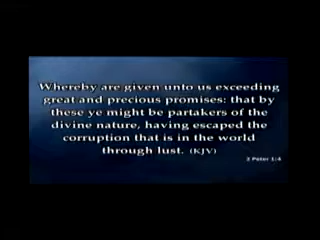 Whereby are given unto us exceeding
great and precious promises: that by
these ye might be partakers of the
divine nature, having escaped the
corruption that is in the world
through lust. (KJV)
2 Peter 1:4